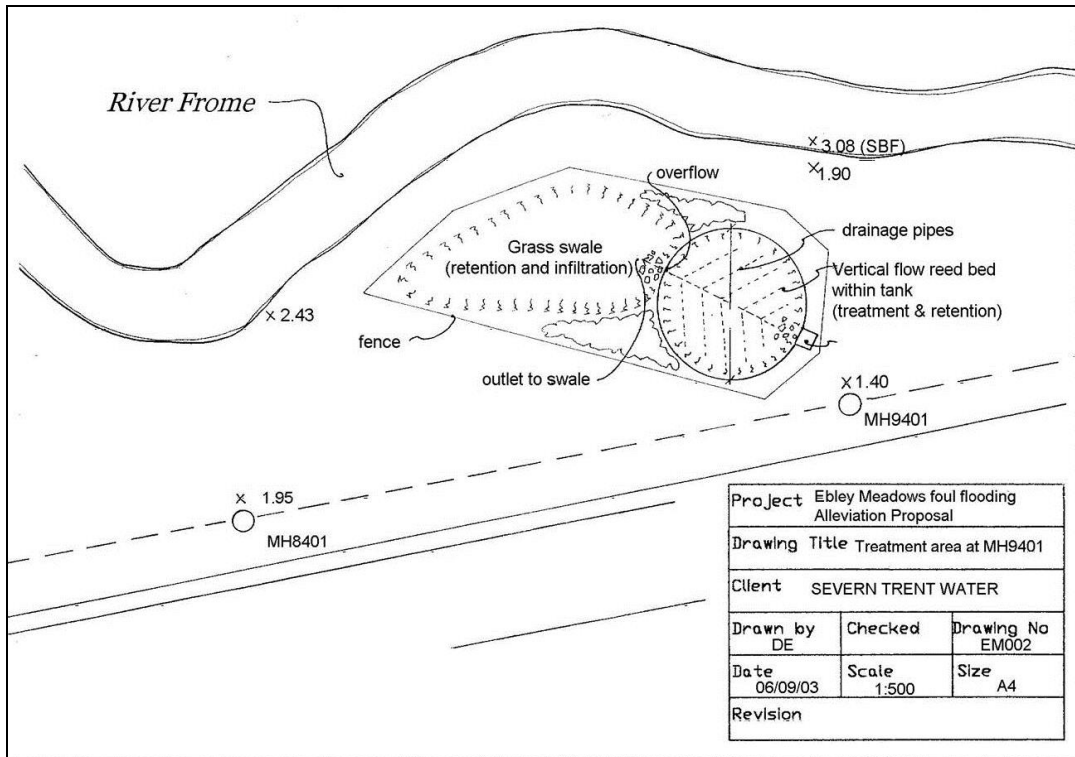 River Frome
x 3.08 (SBF)
x 1.90
overflow
drainage pipes
Grass swale
(retention and infiltration)
Vertical flow reed bed
within tank
(treatment & retention)
x 2.43
fence
outlet to swale
x 1.40
MH9401
x 1.95
MH8401
Project Ebley Meadows foul flooding
Alleviation Proposal
Drawing Title Treatment area at MH9401
Client SEVERN TRENT WATER
Drawn by Checked Drawing No
DE EM002
Date Scale Size
06/09/03 1:500 A4
Revision